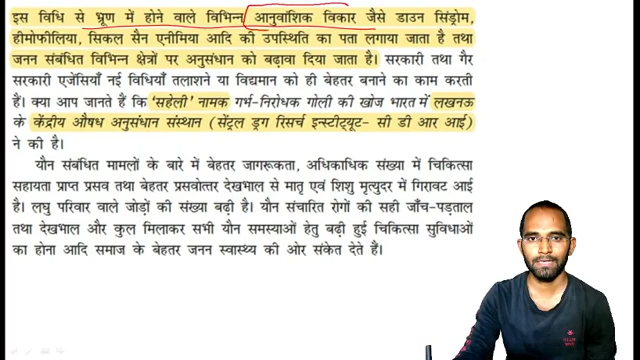 इस विधि से भ्रूण में होने वाले विभिन्न आनुवांशिक विकार जैसे डाउन सिंड्रोम,
हीमोफीलिया, सिकल सैन एनीमिया आदि की उपस्थिति का पता लगाया जाता है तथा
जनन संबंधित विभिन्न क्षेत्रों पर अनुसंधान को बढ़ावा दिया जाता है। सरकारी तथा गैर
सरकारी एजेंसियाँ नई विधियाँ तलाशने या विद्यमान को ही बेहतर बनाने का काम करती
हैं। क्या आप जानते हैं कि 'सहेली' नामक गर्भ-निरोधक गोली की खोज भारत में लखनऊ
के केंद्रीय औषध अनुसंधान संस्थान (सेंट्रल ड्रग रिसर्च इन्स्टीट्यूट- सी डी आर आई)
ने की है।
यौन संबंधित मामलों के बारे में बेहतर जागरूकता, अधिकाधिक संख्या में चिकित्सा
सहायता प्राप्त प्रसव तथा बेहतर प्रसवोत्तर देखभाल से मातृ एवं शिशु मृत्युदर में गिरावट आई
है। लघु परिवार वाले जोड़ों की संख्या बढ़ी है। यौन संचारित रोगों की सही जाँच-पड़ताल
तथा देखभाल और कुल मिलाकर सभी यौन समस्याओं हेतु बढ़ी हुई चिकित्सा सुविधाओं
का होना आदि समाज के बेहतर जनन स्वास्थ्य की ओर संकेत देते हैं।